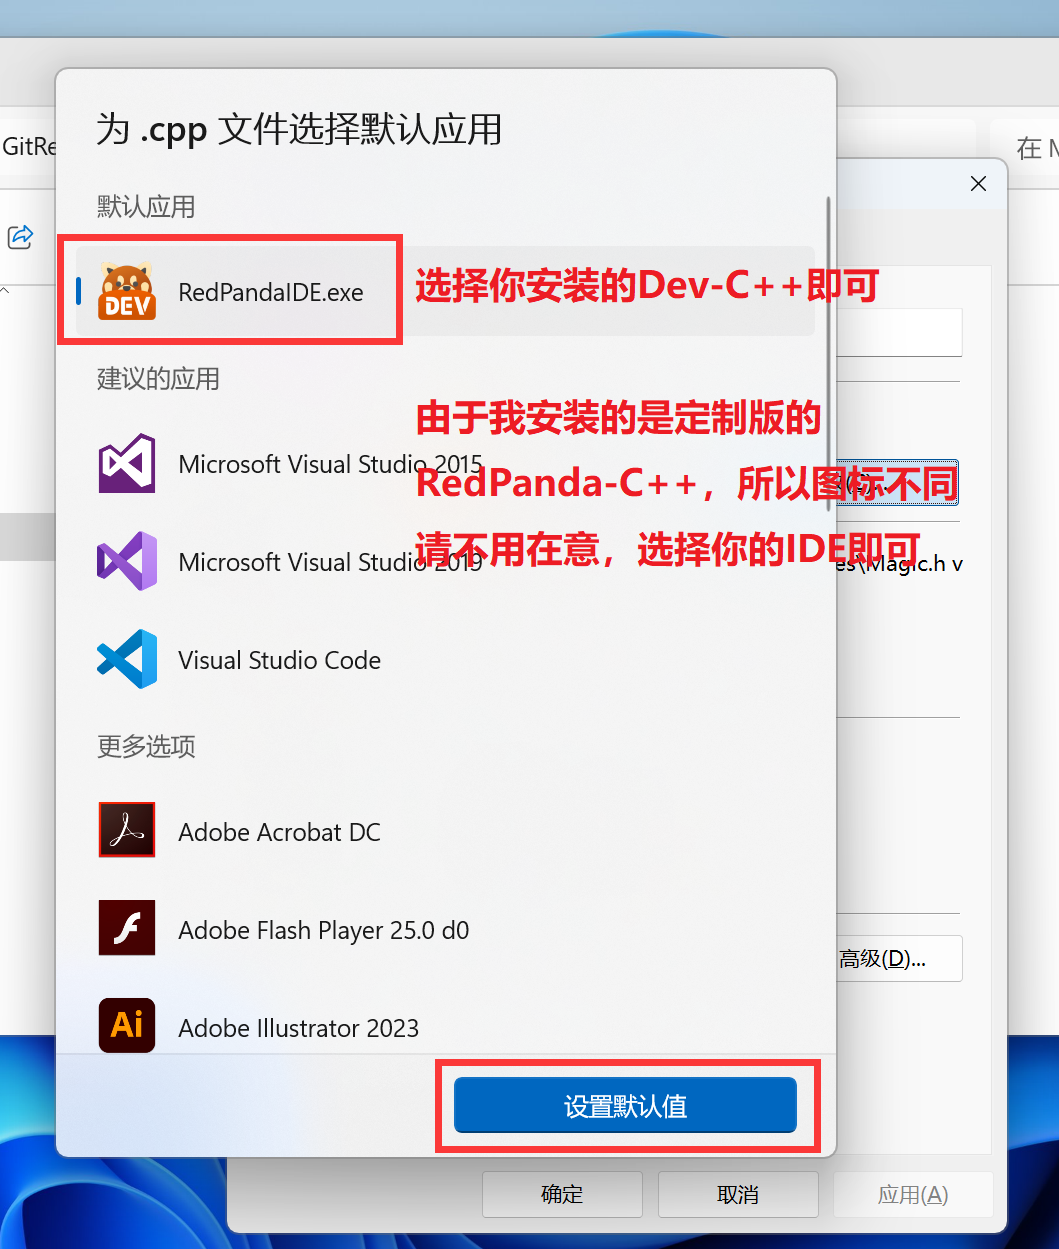 为 .cpp 文件选择默认应用
GitRe
在 M
默认应用
DEV
RedPandaIDE.exe
选择你安装的Dev-C++即可
建议的应用
由于我安装的是定制版的
Microsoft Visual Studio 2015
RedPanda-C++，所以图标不同
Microsoft Visual Studio 2019
请不用在意，选择你的IDE即可
es\Magic.h v
Visual Studio Code
更多选项
Adobe Acrobat DC
Adobe Flash Player 25.0 d0
高级(D)...
Ai
Adobe Illustrator 2023
设置默认值
确定
取消
应用(A)